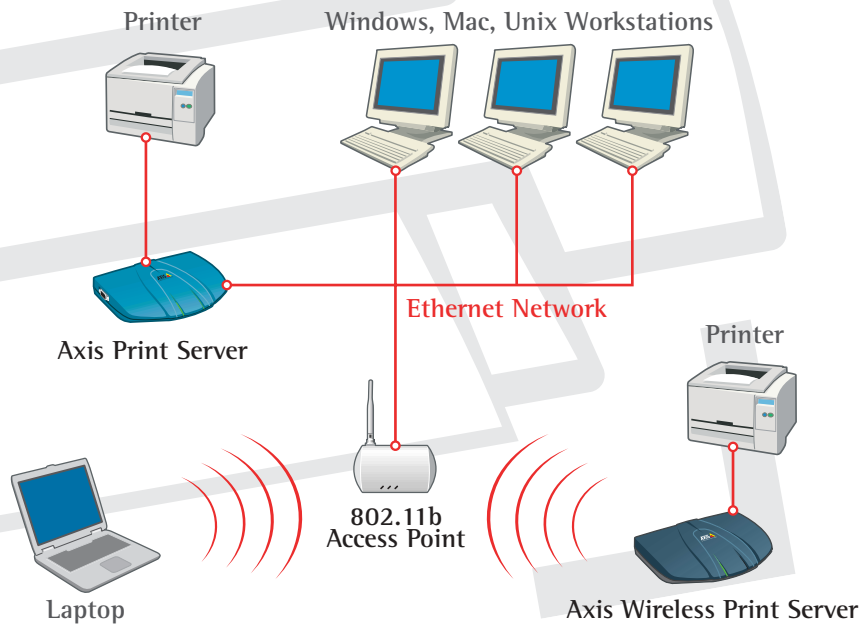 Printer
Windows, Mac, Unix Workstations
Ethernet Network
Axis Print Server
Printer
802.11b
Access Point
Laptop
Axis Wireless Print Server